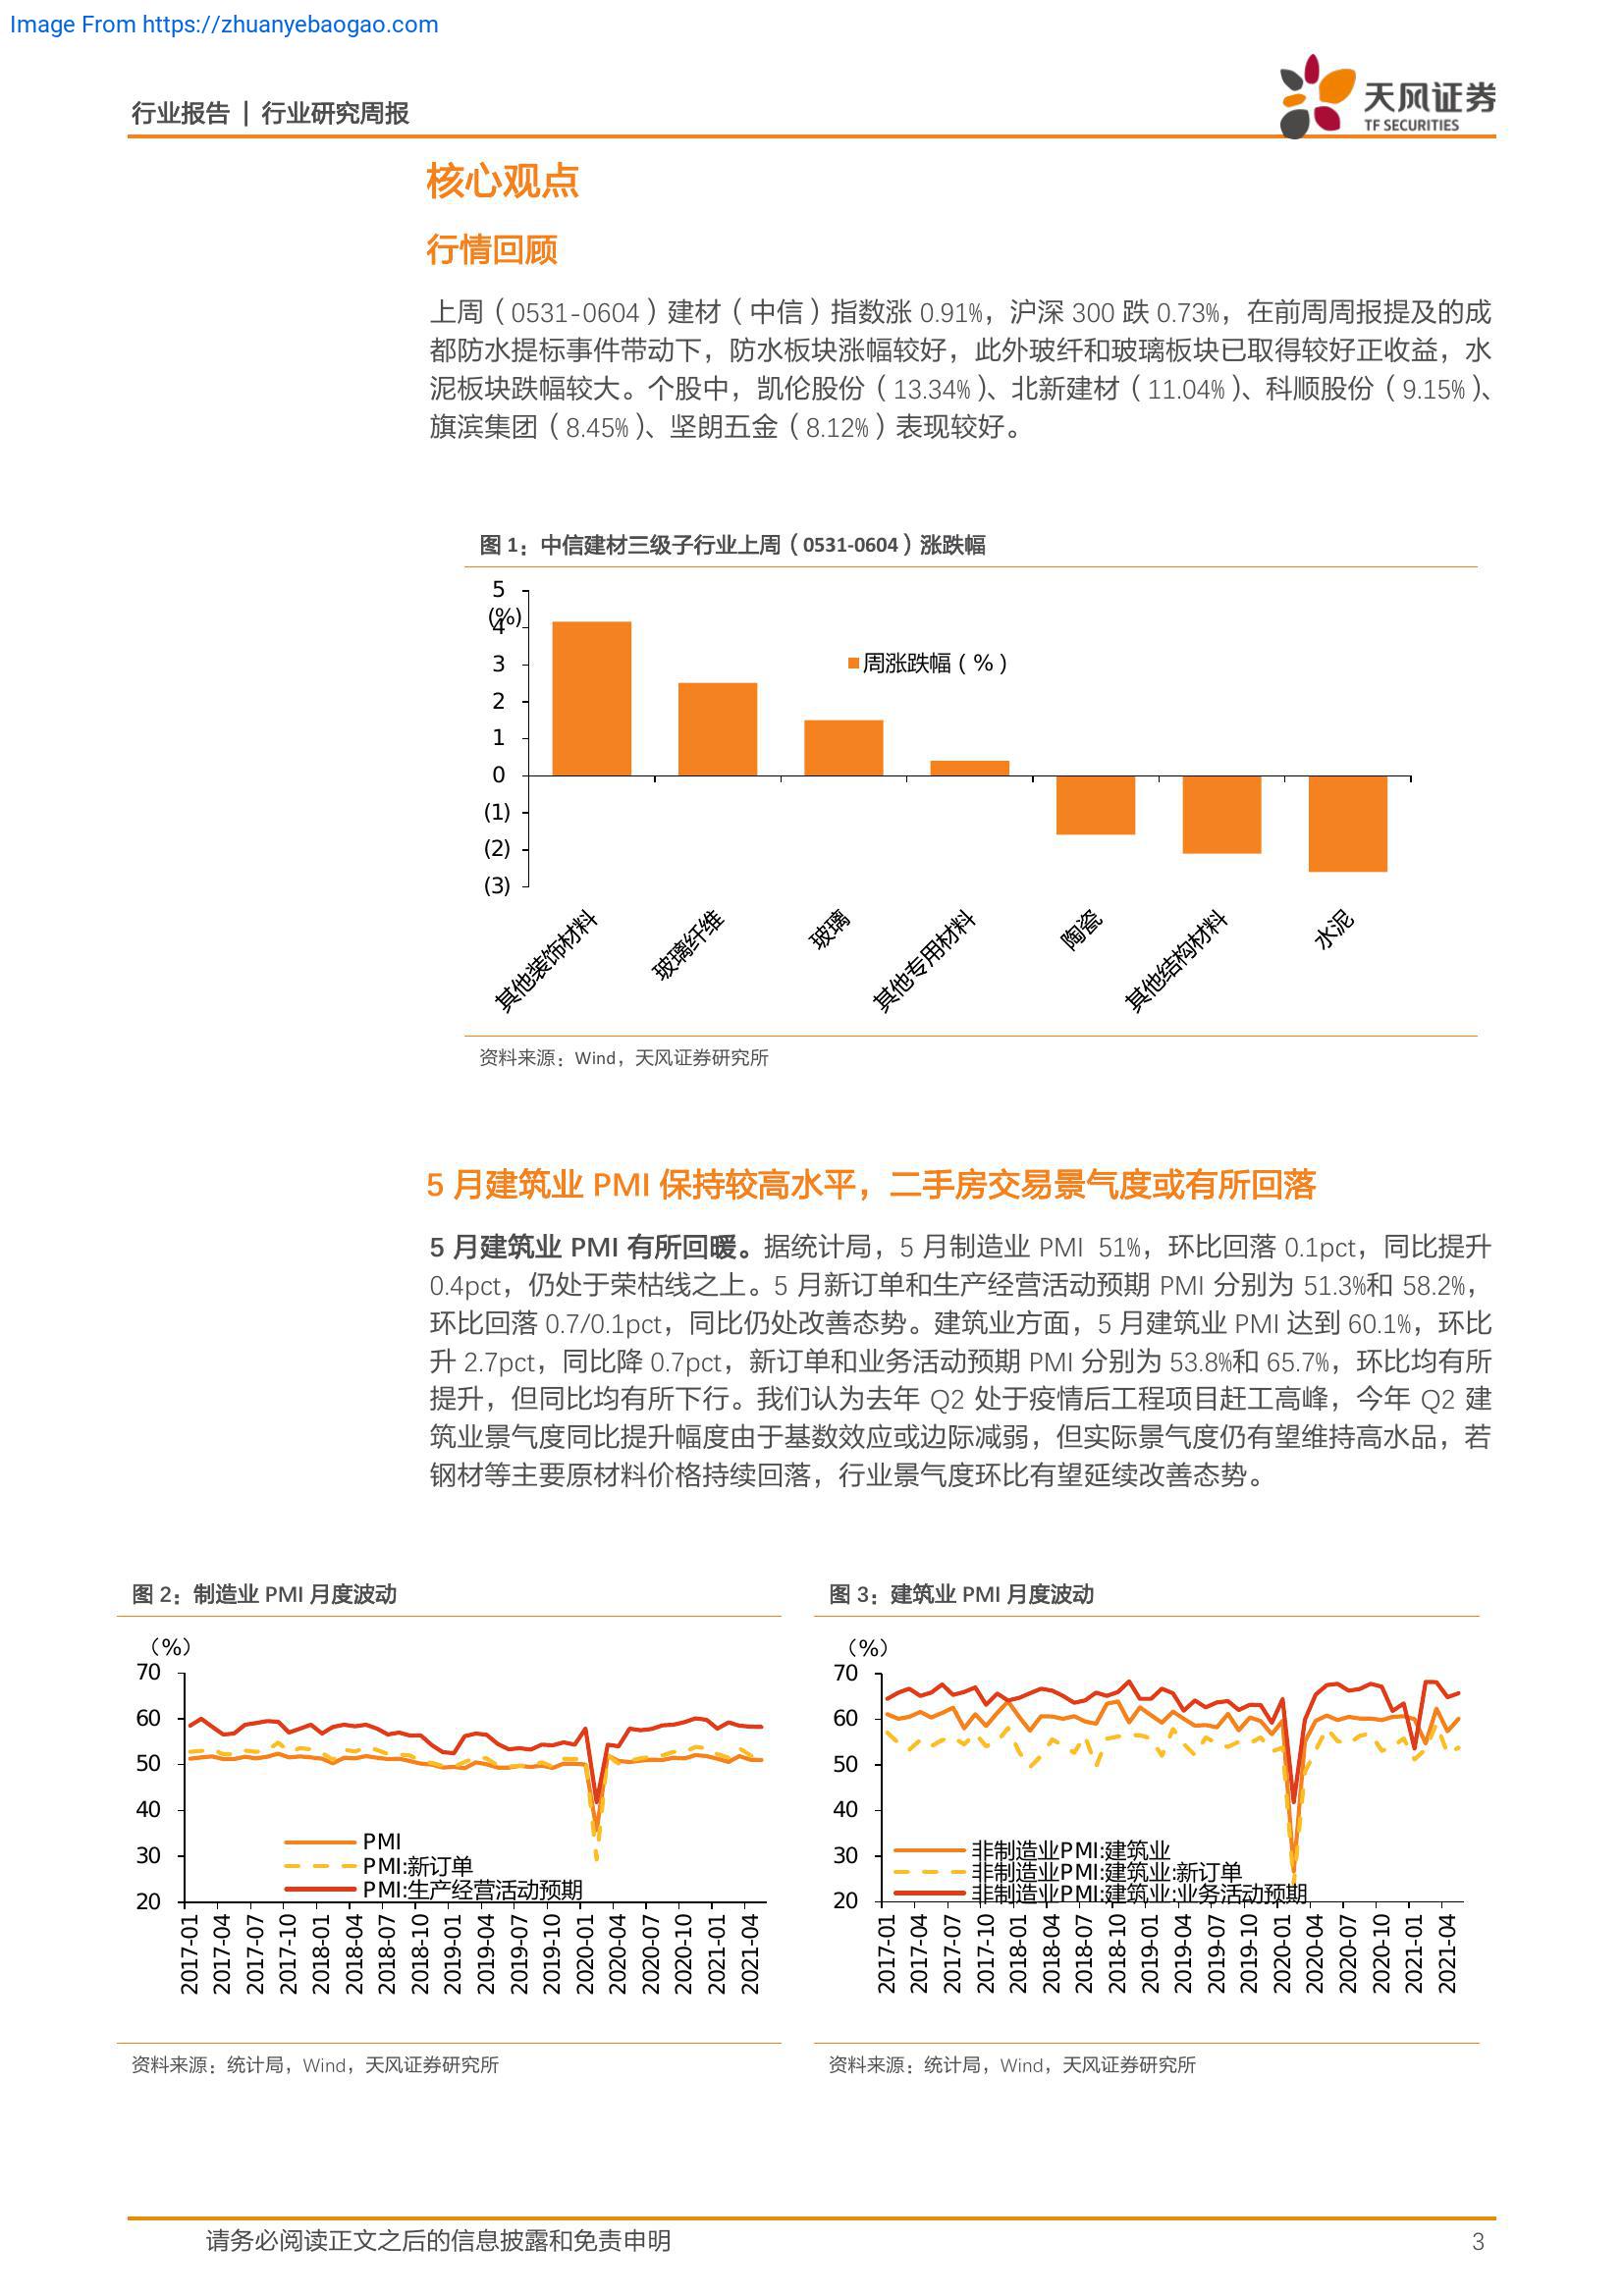 Image From https://zhuanyebaogao.com
行业报告 | 行业研究周报
天风证券
TF SECURITIES
核心观点
行情回顾
上周（0531-0604）建材（中信）指数涨 0.91%，沪深 300 跌 0.73%，在前周周报提及的成
都防水提标事件带动下，防水板块涨幅较好，此外玻纤和玻璃板块已取得较好正收益，水
泥板块跌幅较大。个股中，凯伦股份（13.34%）、北新建材（11.04%）、科顺股份（9.15%）、
旗滨集团（8.45%）、坚朗五金（8.12%）表现较好。
图 1：中信建材三级子行业上周（0531-0604）涨跌幅
5
(%)
4
3
2
1
0
(1)
(2)
(3)
周涨跌幅（%）
其他装饰材料
玻璃纤维
玻璃
其他专用材料
陶瓷
其他结构材料
水泥
资料来源：Wind，天风证券研究所
5 月建筑业 PMI 保持较高水平，二手房交易景气度或有所回落
5 月建筑业 PMI 有所回暖。据统计局，5 月制造业 PMI 51%，环比回落 0.1pct，同比提升
0.4pct，仍处于荣枯线之上。5 月新订单和生产经营活动预期 PMI 分别为 51.3%和 58.2%，
环比回落 0.7/0.1pct，同比仍处改善态势。建筑业方面，5 月建筑业 PMI 达到 60.1%，环比
升 2.7pct，同比降 0.7pct，新订单和业务活动预期 PMI 分别为 53.8%和 65.7%，环比均有所
提升，但同比均有所下行。我们认为去年 Q2 处于疫情后工程项目赶工高峰，今年 Q2 建
筑业景气度同比提升幅度由于基数效应或边际减弱，但实际景气度仍有望维持高水品，若
钢材等主要原材料价格持续回落，行业景气度环比有望延续改善态势。
图 2：制造业 PMI 月度波动
（%）
70
60
50
40
30
20
PMI
PMI:新订单
PMI:生产经营活动预期
2017-01
2017-04
2017-07
2017-10
2018-01
2018-04
2018-07
2018-10
2019-01
2019-04
2019-07
2019-10
2020-01
2020-04
2020-07
2020-10
2021-01
2021-04
资料来源：统计局，Wind，天风证券研究所
图 3：建筑业 PMI 月度波动
（%）
70
60
50
40
30
20
非制造业PMI:建筑业
非制造业PMI:建筑业:新订单
非制造业PMI:建筑业:业务活动预期
2017-01
2017-04
2017-07
2017-10
2018-01
2018-04
2018-07
2018-10
2019-01
2019-04
2019-07
2019-10
2020-01
2020-04
2020-07
2020-10
2021-01
2021-04
资料来源：统计局，Wind，天风证券研究所
请务必阅读正文之后的信息披露和免责申明
3